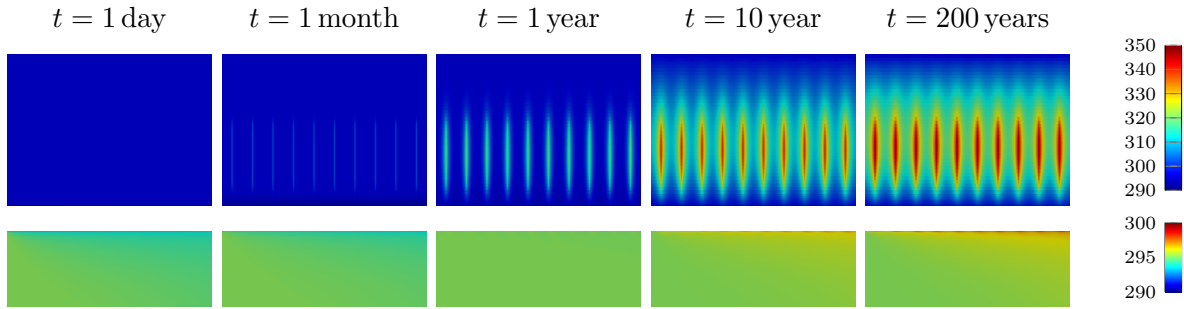 t = 1 day
t = 1 month
t = 1 year
t = 10 year
t = 200 years
350
340
330
320
310
300
290
300
295
290